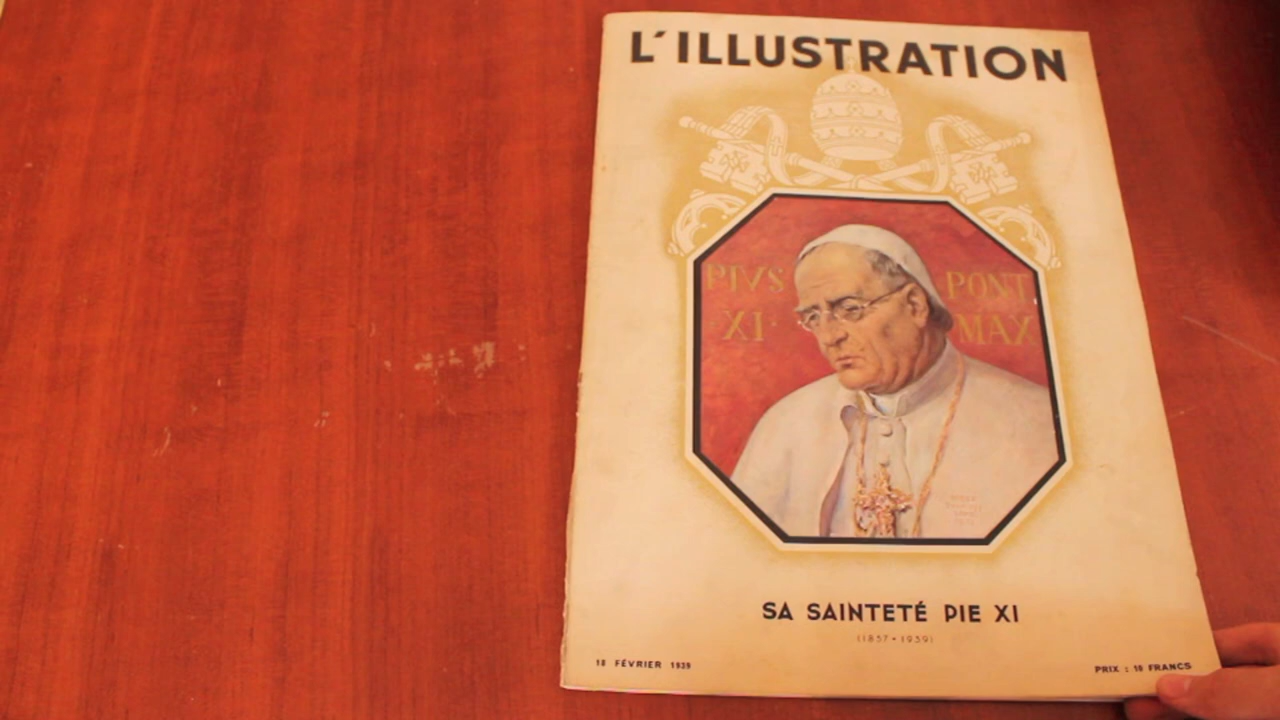 L'ILLUSTRATION
PIVS PONT
XI· MAX
SA SAINTETÉ PIE XI
(1857-1939)
18 FÉVRIER 1939
PRIX : 10 FRANCS